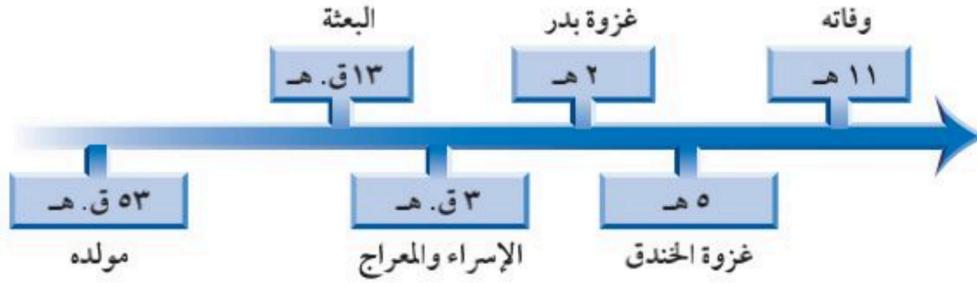 البعثة
غزوة بدر
وفاته
١٣ ق. هـ
٢ هـ
١١ هـ
٥٣ ق. هـ
٣ ق. هـ
٥ هـ
مولده
الإسراء والمعراج
غزوة الخندق